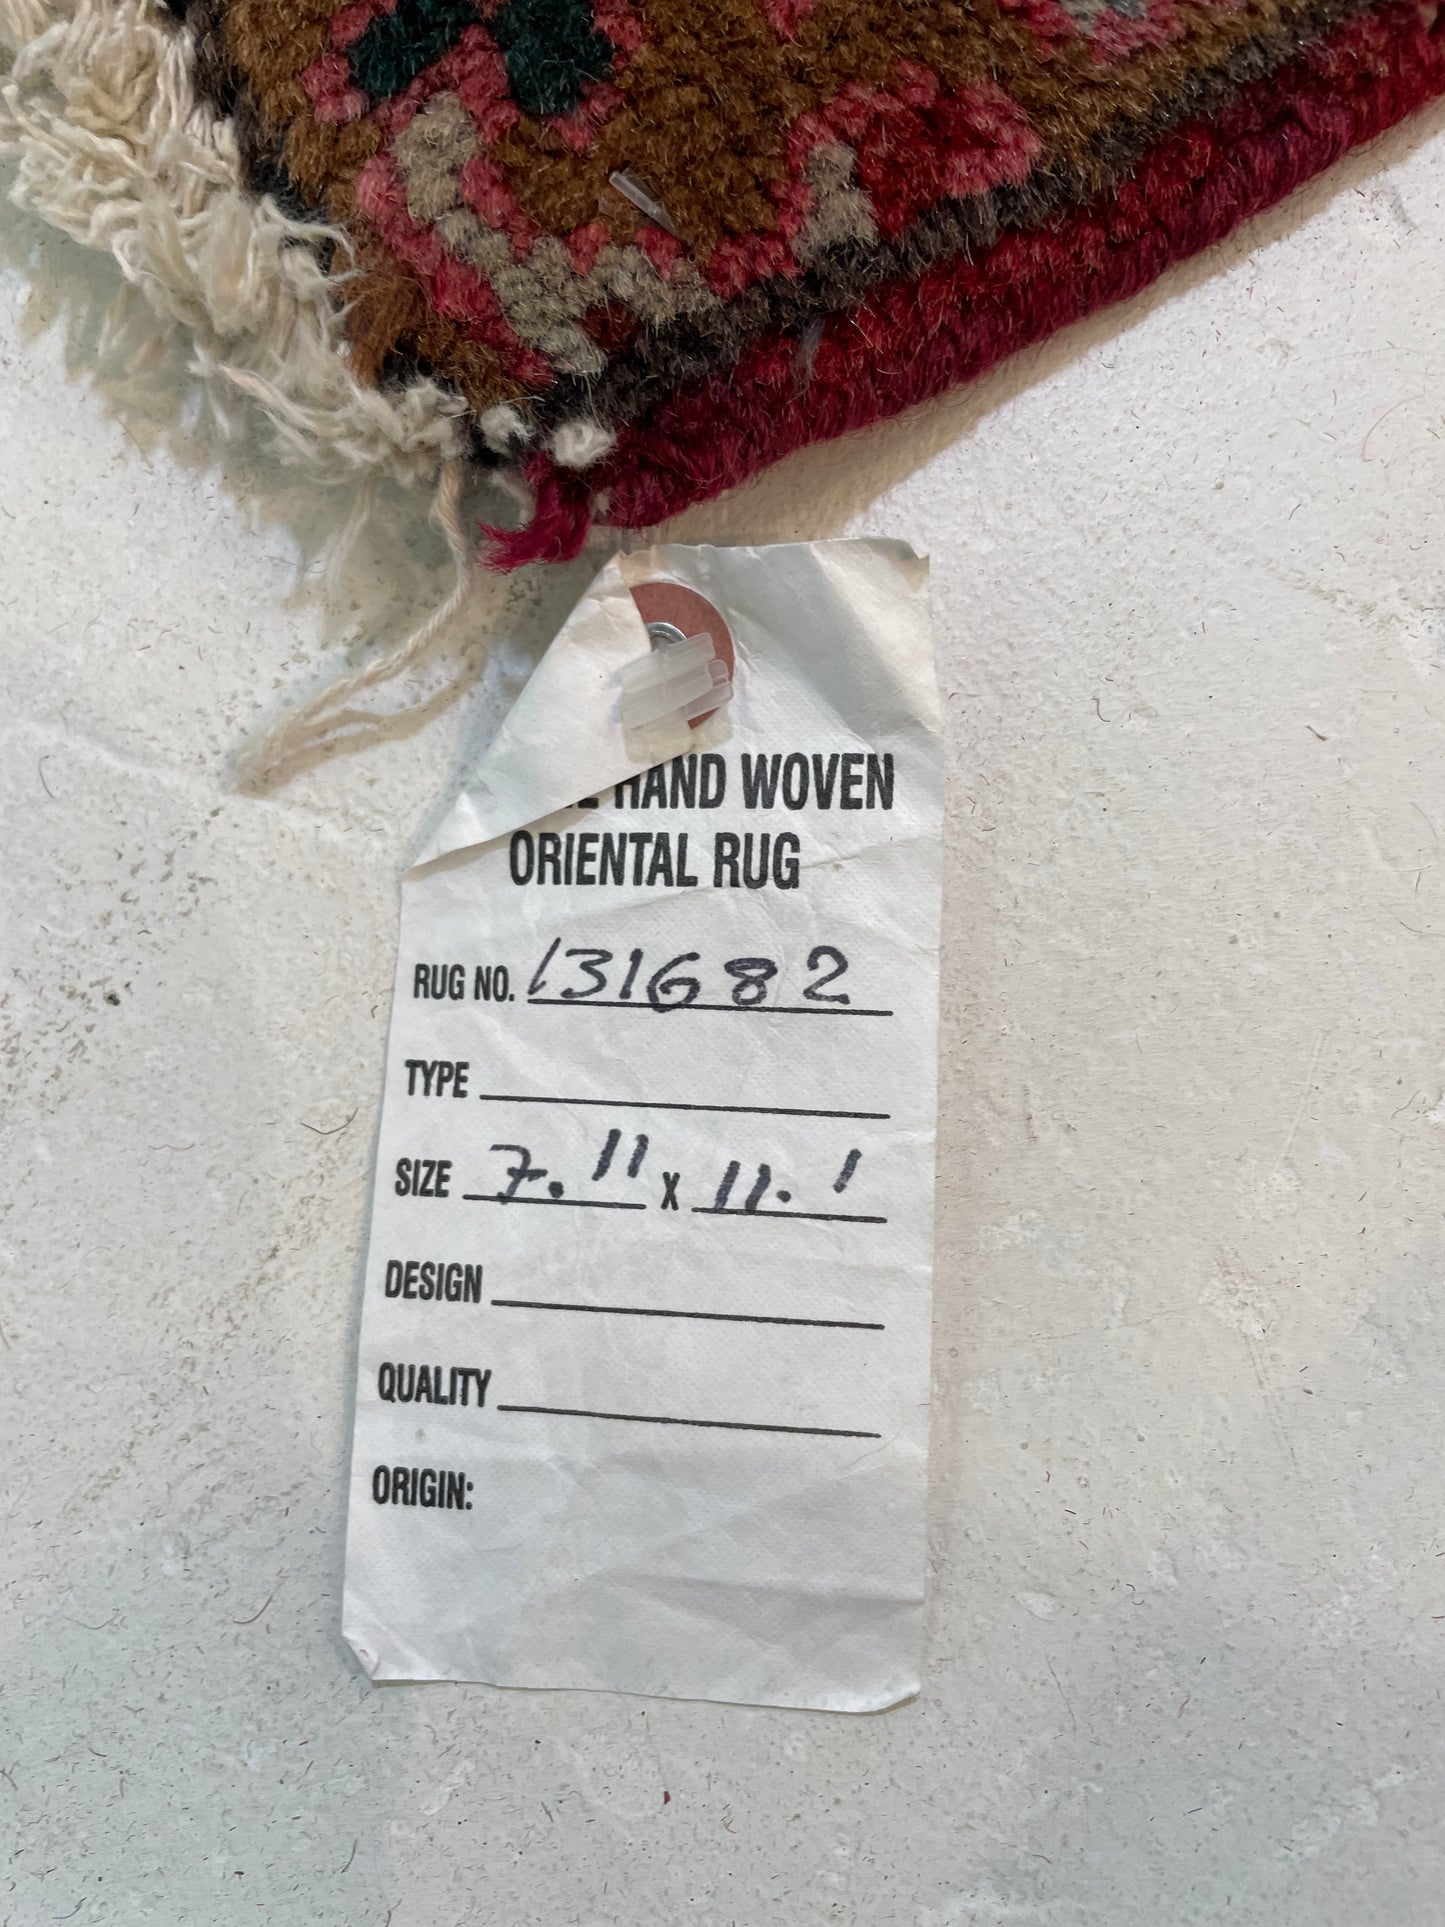 HAND WOVEN
ORIENTAL RUG
RUG NO. 131682
TYPE
SIZE 7.11 X 11.1
DESIGN
QUALITY
ORIGIN: